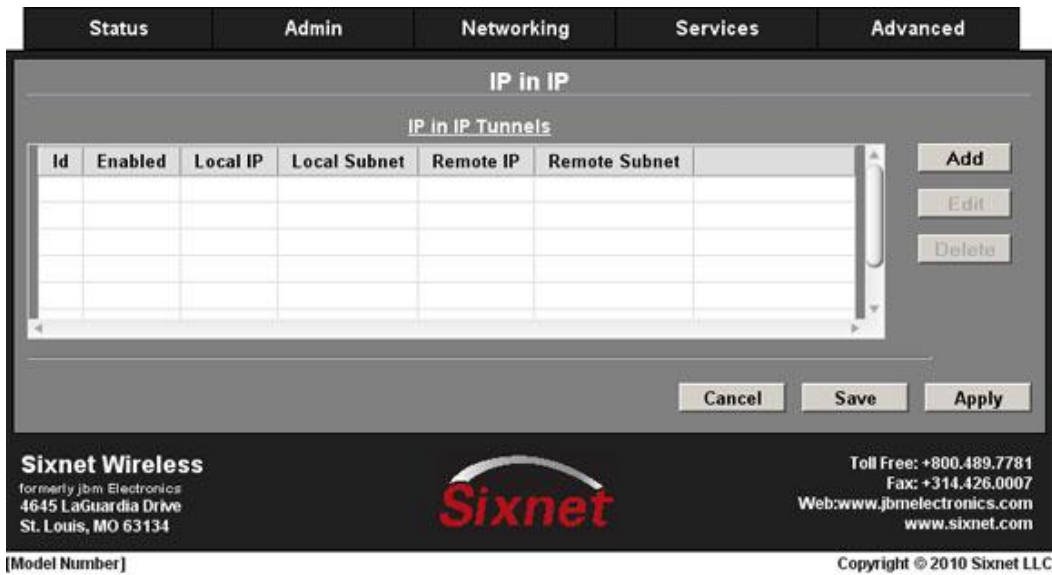 Status Admin Networking Services Advanced
IP in IP
IP in IP Tunnels
Id Enabled Local IP Local Subnet Remote IP Remote Subnet
Add
Edit
Delete
Cancel Save Apply
Sixnet Wireless
formerly jbm Electronics
4645 LaGuardia Drive
St. Louis, MO 63134
Sixnet
Toll Free: +800.489.7781
Fax: +314.426.0007
Web:www.jbmelectronics.com
www.sixnet.com
[Model Number]
Copyright © 2010 Sixnet LLC